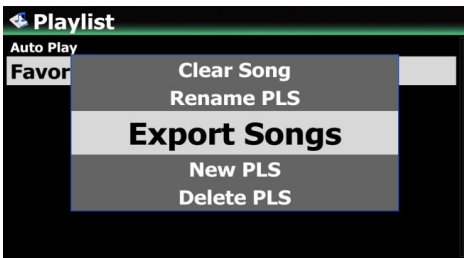 Playlist
Auto Play
Favor
Clear Song
Rename PLS
Export Songs
New PLS
Delete PLS